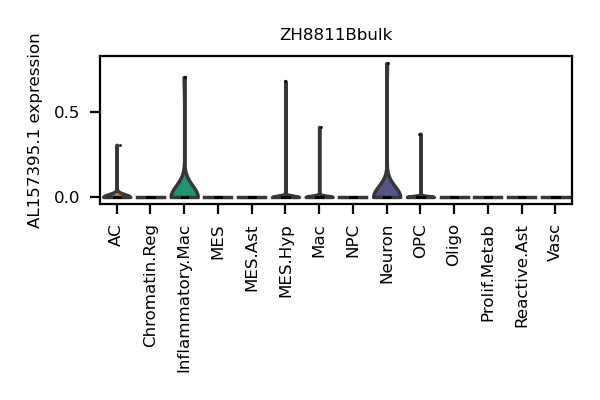 ZH8811Bbulk
AL157395.1 expression
0.5
0.0
AC
Chromatin.Reg
Inflammatory.Mac
MES
MES.Ast
MES.Hyp
Mac
NPC
Neuron
OPC
Oligo
Prolif.Metab
Reactive.Ast
Vasc